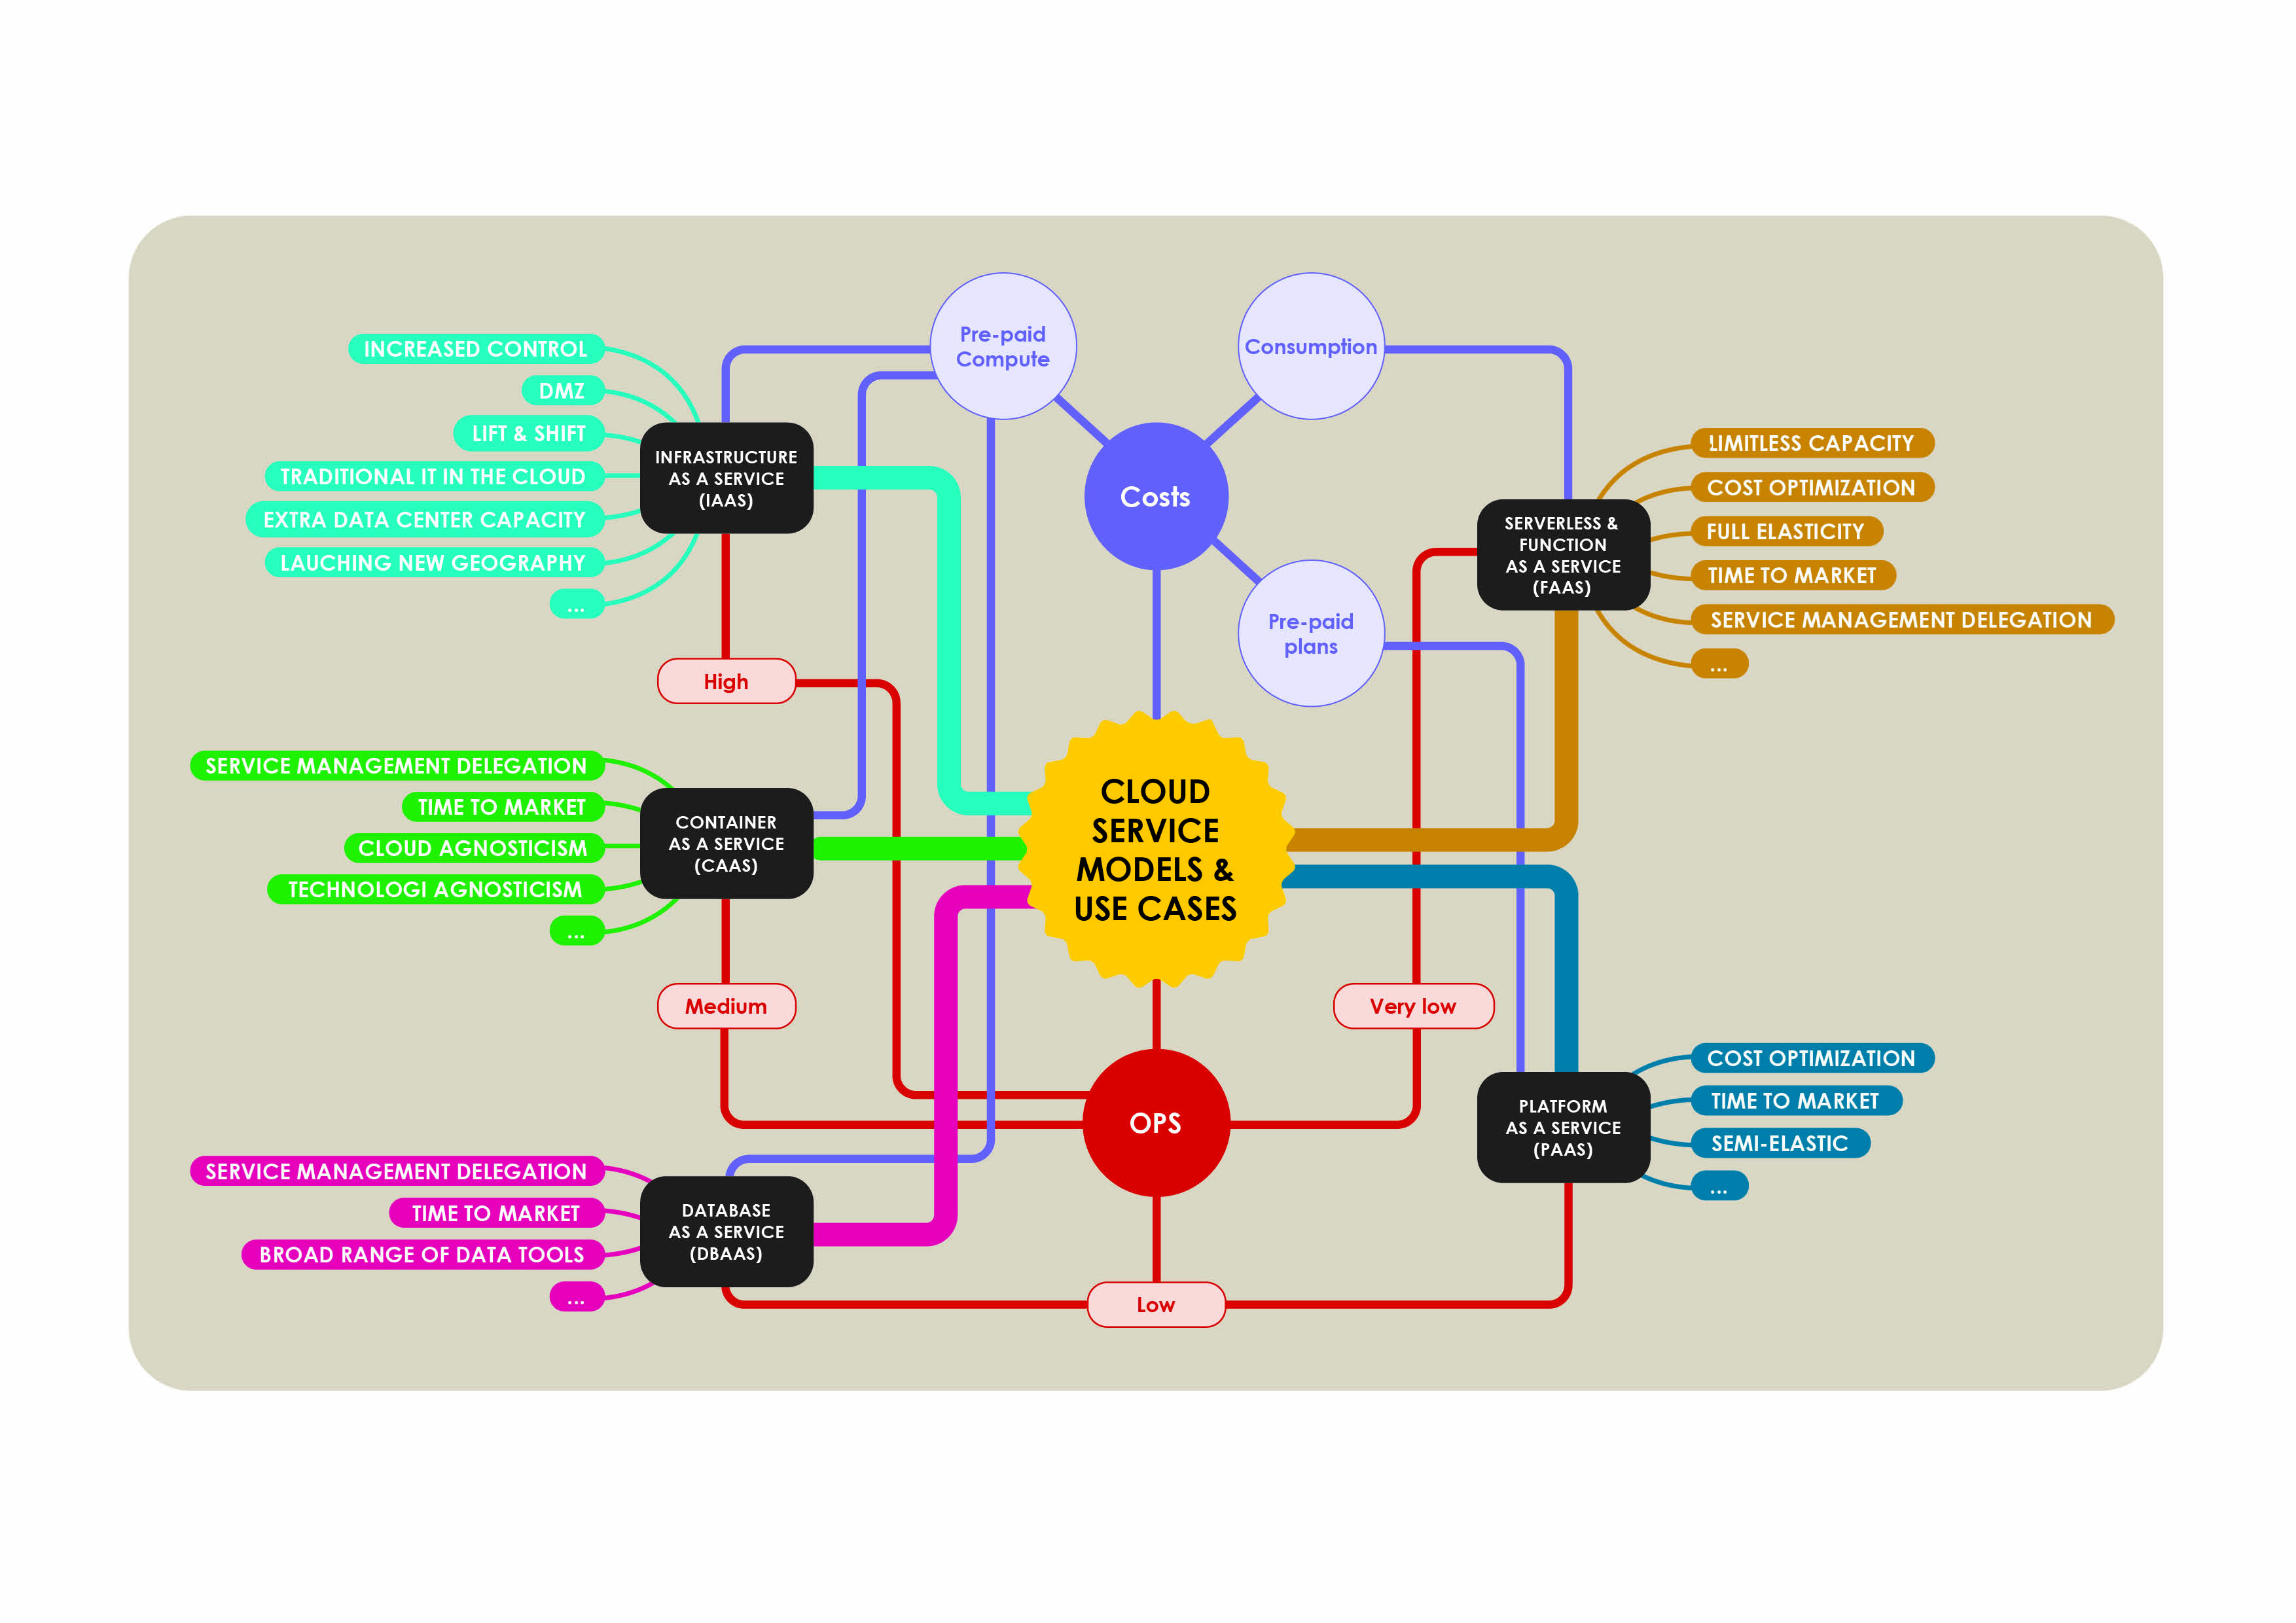 Pre-paid
Compute
Consumption
Costs
Pre-paid
plans
INCREASED CONTROL
DMZ
LIFT & SHIFT
TRADITIONAL IT IN THE CLOUD
EXTRA DATA CENTER CAPACITY
LAUCHING NEW GEOGRAPHY
...
INFRASTRUCTURE
AS A SERVICE
(IAAS)
High
SERVERLESS &
FUNCTION
AS A SERVICE
(FAAS)
LIMITLESS CAPACITY
COST OPTIMIZATION
FULL ELASTICITY
TIME TO MARKET
SERVICE MANAGEMENT DELEGATION
...
SERVICE MANAGEMENT DELEGATION
TIME TO MARKET
CLOUD AGNOSTICISM
TECHNOLOGI AGNOSTICISM
...
CONTAINER
AS A SERVICE
(CAAS)
CLOUD
SERVICE
MODELS &
USE CASES
Medium
Very low
OPS
PLATFORM
AS A SERVICE
(PAAS)
COST OPTIMIZATION
TIME TO MARKET
SEMI-ELASTIC
...
SERVICE MANAGEMENT DELEGATION
TIME TO MARKET
BROAD RANGE OF DATA TOOLS
...
DATABASE
AS A SERVICE
(DBAAS)
Low